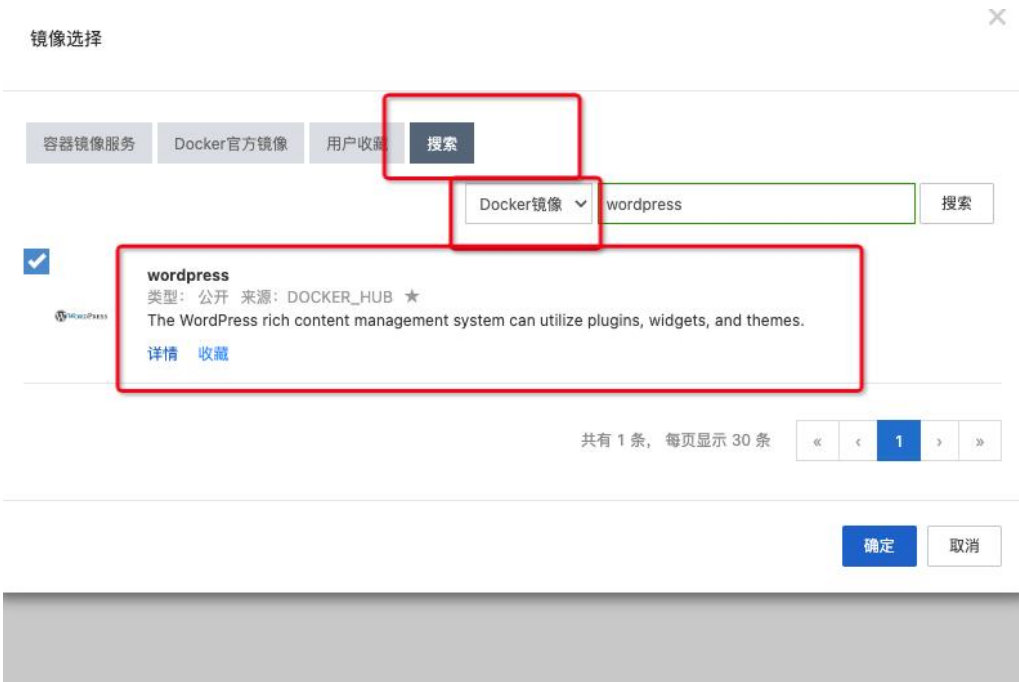 镜像选择
容器镜像服务 Docker官方镜像 用户收藏 搜索
Docker镜像 wordpress 搜索
wordpress
类型: 公开 来源: DOCKER_HUB ★
WordPress
The WordPress rich content management system can utilize plugins, widgets, and themes.
详情 收藏
共有 1 条, 每页显示 30 条 « ‹ 1 › »
确定 取消